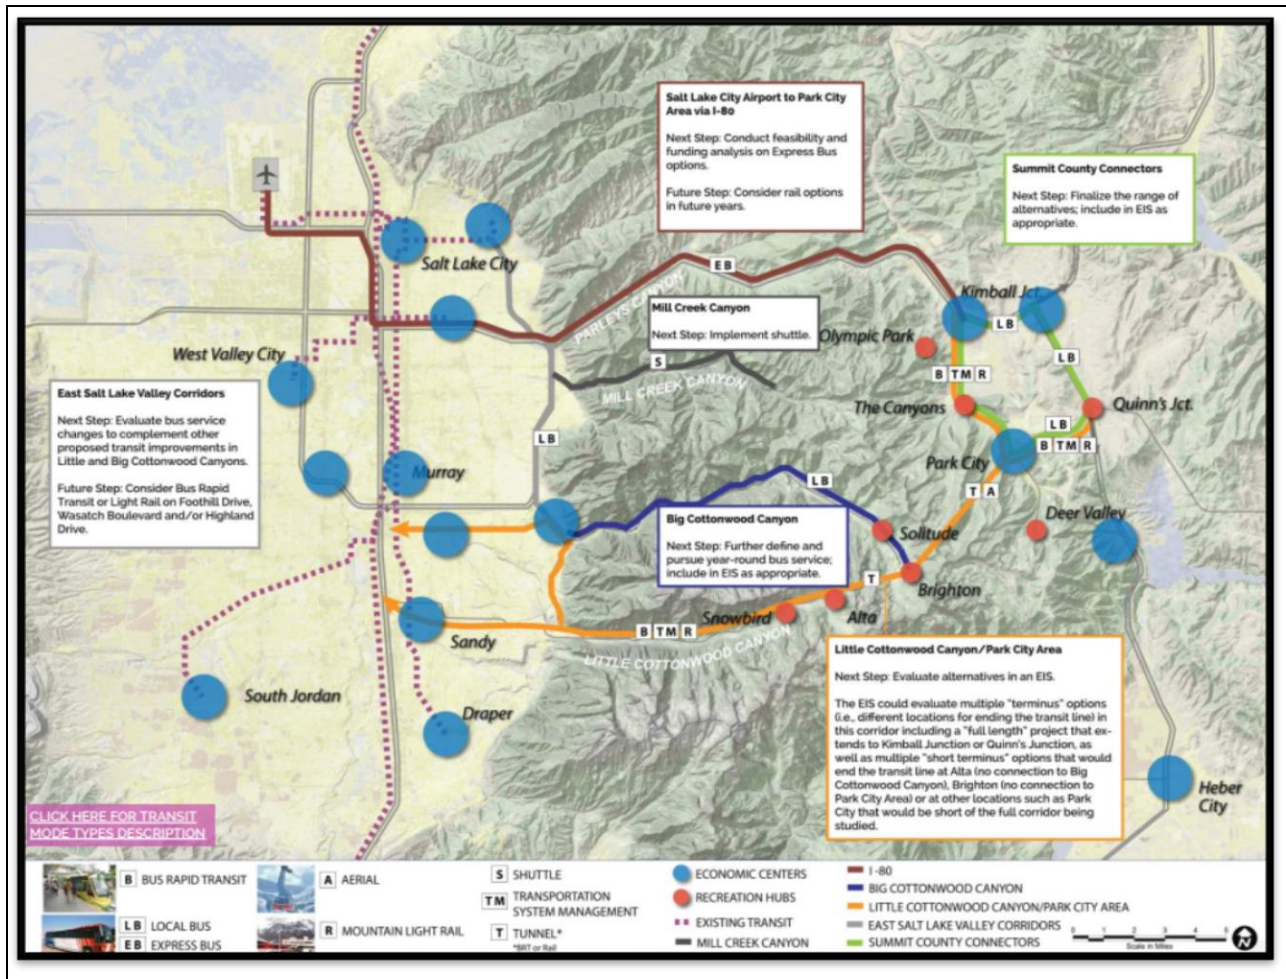 Salt Lake City Airport to Park City
Area via I-80
Next Step: Conduct feasibility and
funding analysis on Express Bus
options.
Future Step: Consider rail options
in future years.
Summit County Connectors
Next Step: Finalize the range of
alternatives; include in EIS as
appropriate.
Salt Lake City
EB
PARLEYS CANYON
Kimball Jct.
LB
Mill Creek Canyon
Next Step: Implement shuttle.
Olympic Park
West Valley City
S
MILL CREEK CANYON
LB
B TM R
East Salt Lake Valley Corridors
Next Step: Evaluate bus service
changes to complement other
proposed transit improvements in
Little and Big Cottonwood Canyons.
Future Step: Consider Bus Rapid
Transit or Light Rail on Foothill Drive,
Wasatch Boulevard and/or Highland
Drive.
The Canyons
Quinn's Jct.
LB
LB
B TM R
Murray
Park City
LB
T A
Big Cottonwood Canyon
Next Step: Further define and
pursue year-round bus service;
include in EIS as appropriate.
Deer Valley
Solitude
T
Brighton
Snowbird
Alta
B TM R
Sandy
LITTLE COTTONWOOD CANYON
Little Cottonwood Canyon/Park City Area
Next Step: Evaluate alternatives in an EIS.
The EIS could evaluate multiple "terminus" options
(i.e., different locations for ending the transit line) in
this corridor including a "full length" project that ex-
tends to Kimball Junction or Quinn's Junction, as
well as multiple "short terminus" options that would
end the transit line at Alta (no connection to Big
Cottonwood Canyon), Brighton (no connection to
Park City Area) or at other locations such as Park
City that would be short of the full corridor being
studied.
South Jordan
Draper
Heber
City
CLICK HERE FOR TRANSIT
MODE TYPES DESCRIPTION
B BUS RAPID TRANSIT
LB LOCAL BUS
EB EXPRESS BUS
A AERIAL
R MOUNTAIN LIGHT RAIL
S SHUTTLE
TM TRANSPORTATION
SYSTEM MANAGEMENT
T TUNNEL*
*BRT or Rail
ECONOMIC CENTERS
RECREATION HUBS
EXISTING TRANSIT
MILL CREEK CANYON
I-80
BIG COTTONWOOD CANYON
LITTLE COTTONWOOD CANYON/PARK CITY AREA
EAST SALT LAKE VALLEY CORRIDORS
SUMMIT COUNTY CONNECTORS
0 1 2 3 4 5
Scale in Miles
N